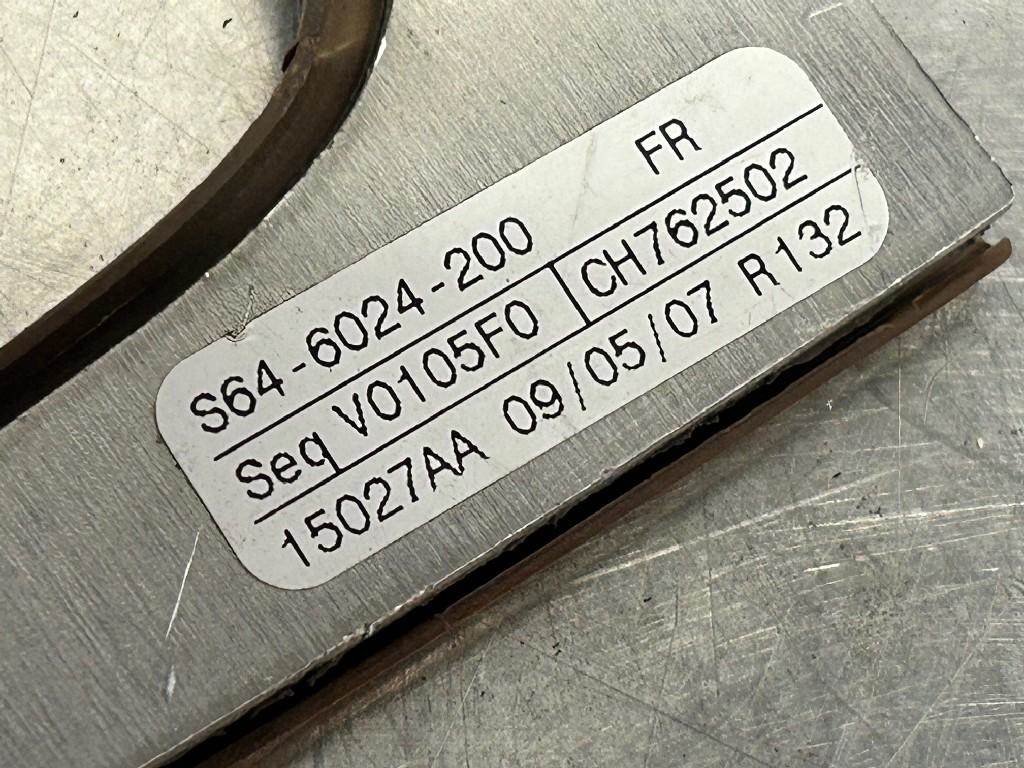 S64-6024-200 FR
Seq V0105F0 CH762502
15027AA 09/05/07 R132